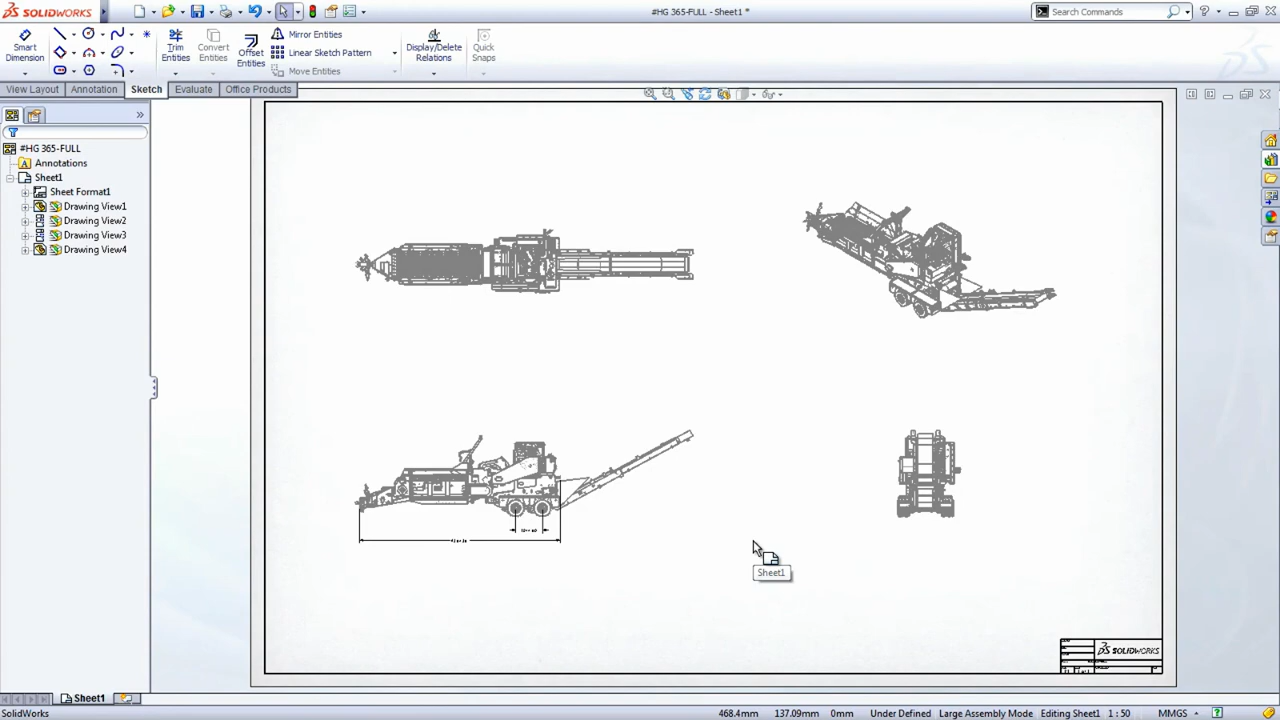 SOLIDWORKS
#HG 365-FULL - Sheet1 *
Search Commands
Smart Dimension
Trim Entities
Convert Entities
Offset Entities
Mirror Entities
Linear Sketch Pattern
Move Entities
Display/Delete Relations
Quick Snaps
View Layout
Annotation
Sketch
Evaluate
Office Products
#HG 365-FULL
Annotations
Sheet1
Sheet Format1
Drawing View1
Drawing View2
Drawing View3
Drawing View4
Sheet1
SOLIDWORKS
Sheet1
SolidWorks
468.4mm
137.09mm
0mm
Under Defined
Large Assembly Mode
Editing Sheet1
1 : 50
MMGS